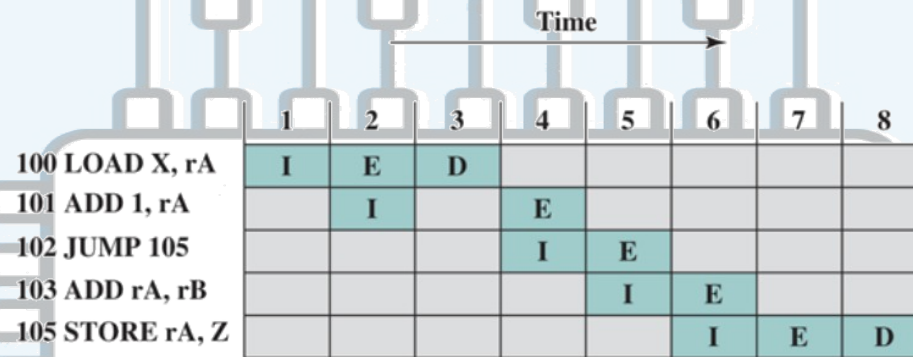 Time
1 2 3 4 5 6 7 8
100 LOAD X, rA I E D
101 ADD 1, rA I E
102 JUMP 105 I E
103 ADD rA, rB I E
105 STORE rA, Z I E D